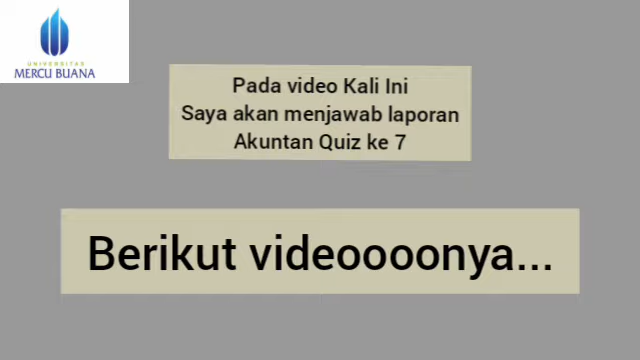 UNIVERSITAS
MERCU BUANA
Pada video Kali Ini
Saya akan menjawab laporan
Akuntan Quiz ke 7
Berikut videoooonya...